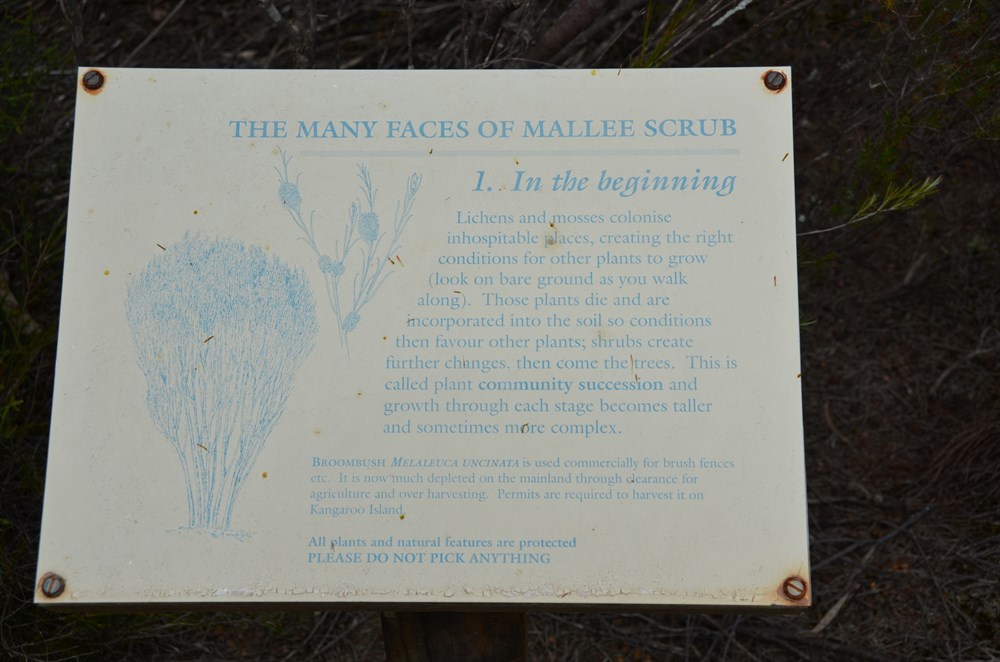 THE MANY FACES OF MALLEE SCRUB
1. In the beginning
Lichens and mosses colonise
inhospitable places, creating the right
conditions for other plants to grow
(look on bare ground as you walk
along). Those plants die and are
incorporated into the soil so conditions
then favour other plants; shrubs create
further changes. then come the trees. This is
called plant community succession and
growth through each stage becomes taller
and sometimes more complex.
BROOMBUSH MELALEUCA UNCINATA is used commercially for brush fences
etc. It is now much depleted on the mainland through clearance for
agriculture and over harvesting. Permits are required to harvest it on
Kangaroo Island.
All plants and natural features are protected
PLEASE DO NOT PICK ANYTHING